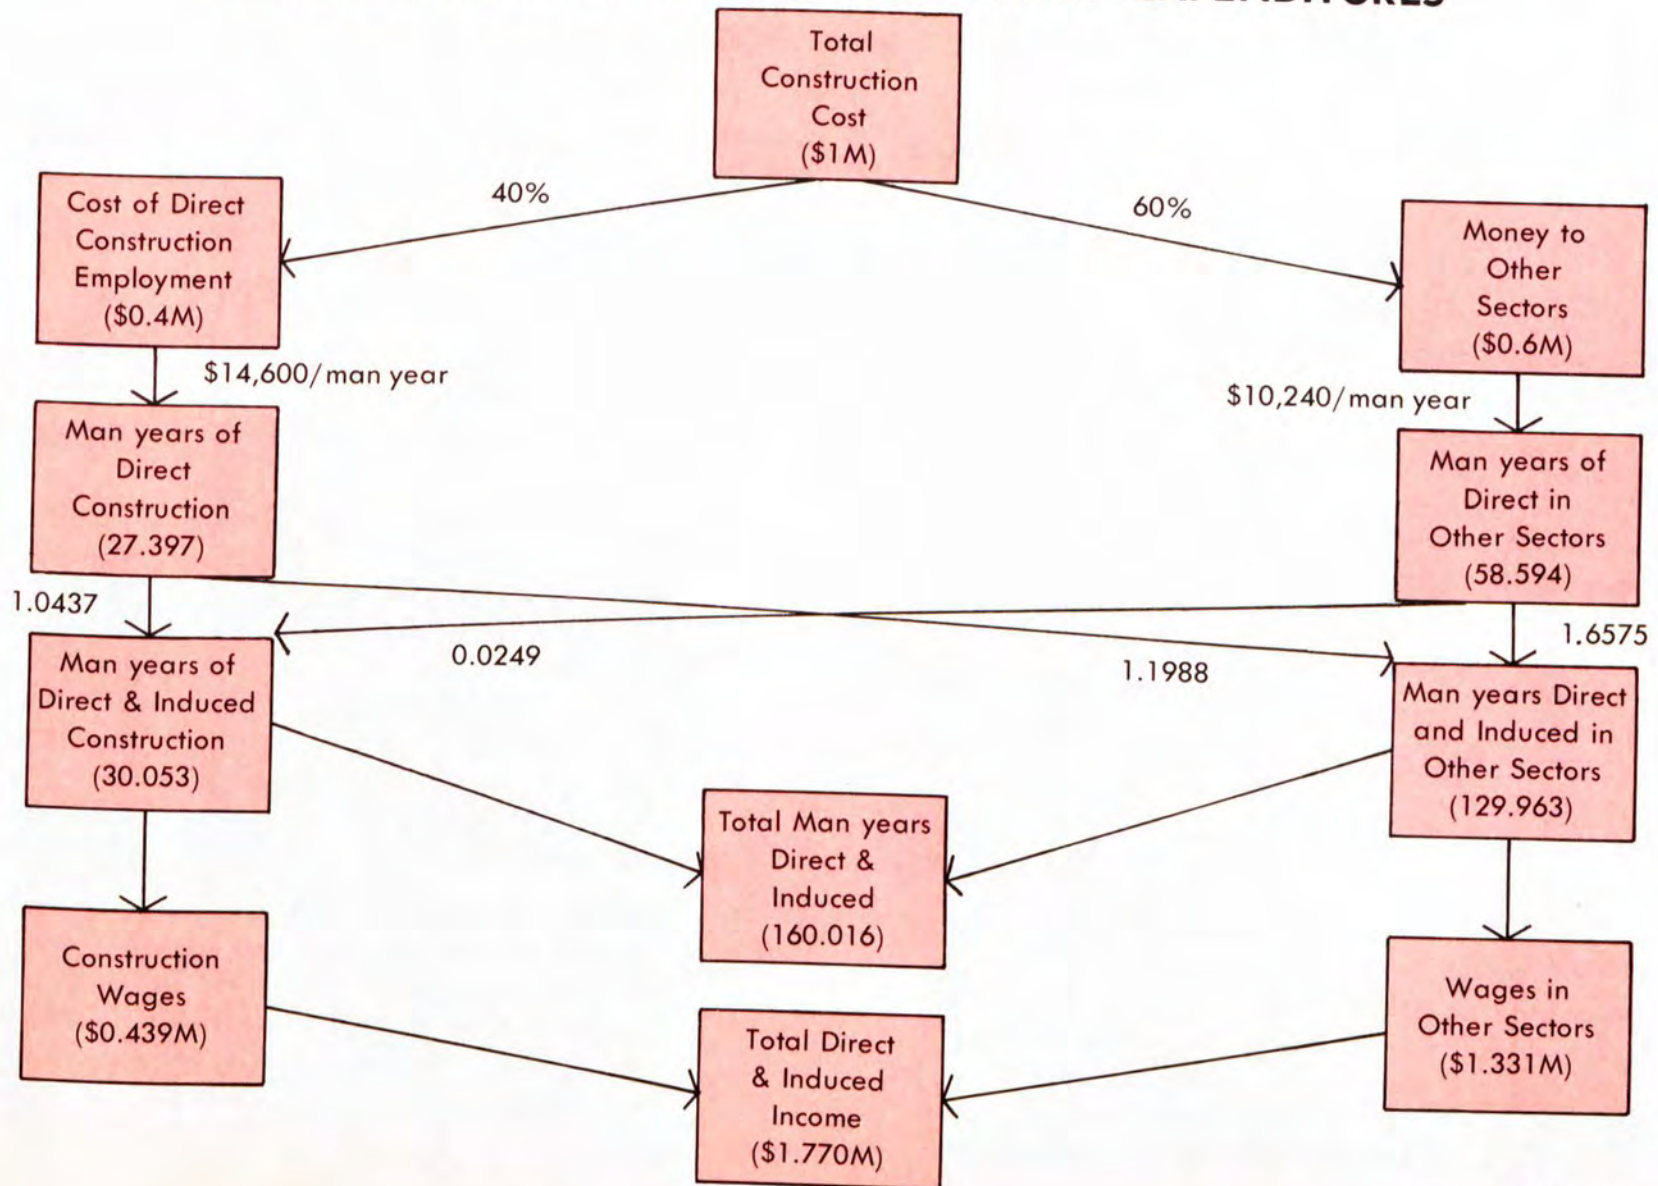 Total
Construction
Cost
($1M)
40%
60%
Cost of Direct
Construction
Employment
($0.4M)
Money to
Other
Sectors
($0.6M)
$14,600/man year
$10,240/man year
Man years of
Direct
Construction
(27.397)
Man years of
Direct in
Other Sectors
(58.594)
1.0437
0.0249
1.1988
1.6575
Man years of
Direct & Induced
Construction
(30.053)
Man years Direct
and Induced in
Other Sectors
(129.963)
Total Man years
Direct &
Induced
(160.016)
Construction
Wages
($0.439M)
Wages in
Other Sectors
($1.331M)
Total Direct
& Induced
Income
($1.770M)